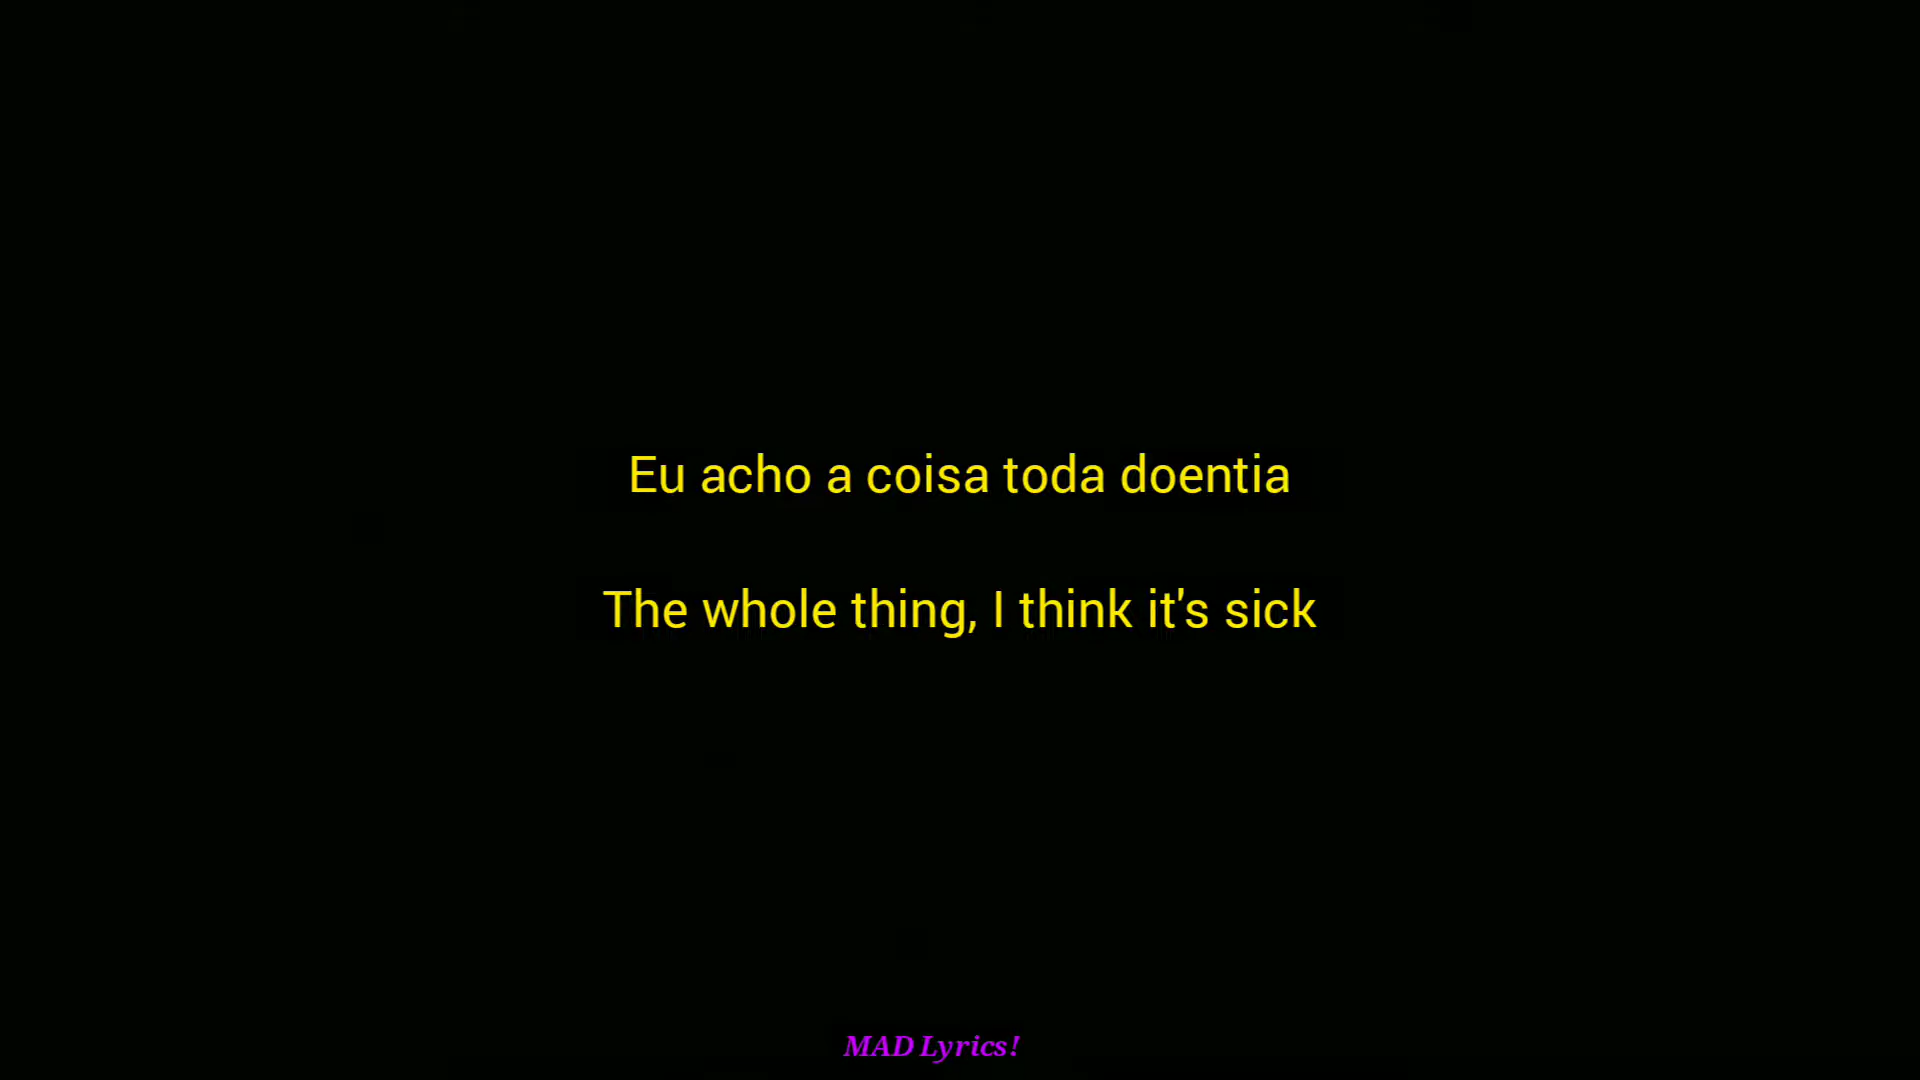 Eu acho a coisa toda doentia
The whole thing, I think it's sick
MAD Lyrics!